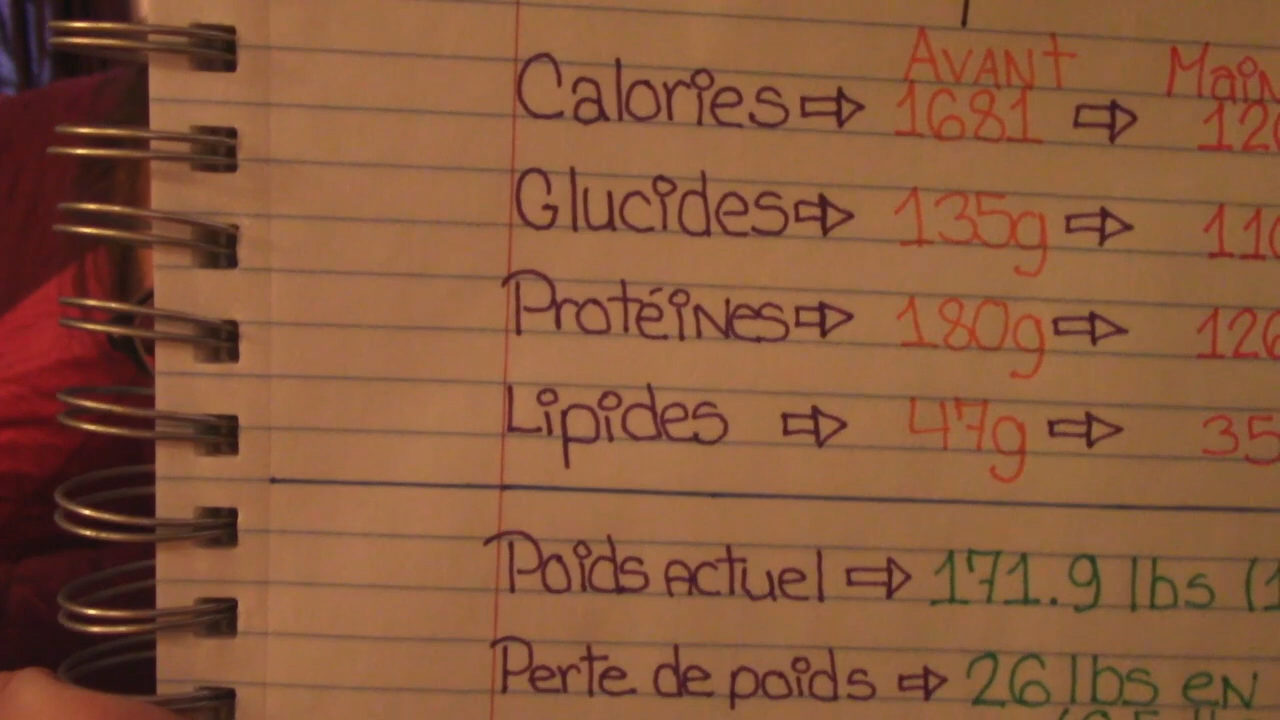 AVANT
Calories ⇨ 1681 ⇨
Glucides ⇨ 135g ⇨
Protéines ⇨ 180g ⇨
Lipides ⇨ 47g ⇨ 35
Poids actuel ⇨ 171.9 lbs
Perte de poids ⇨ 26 lbs en